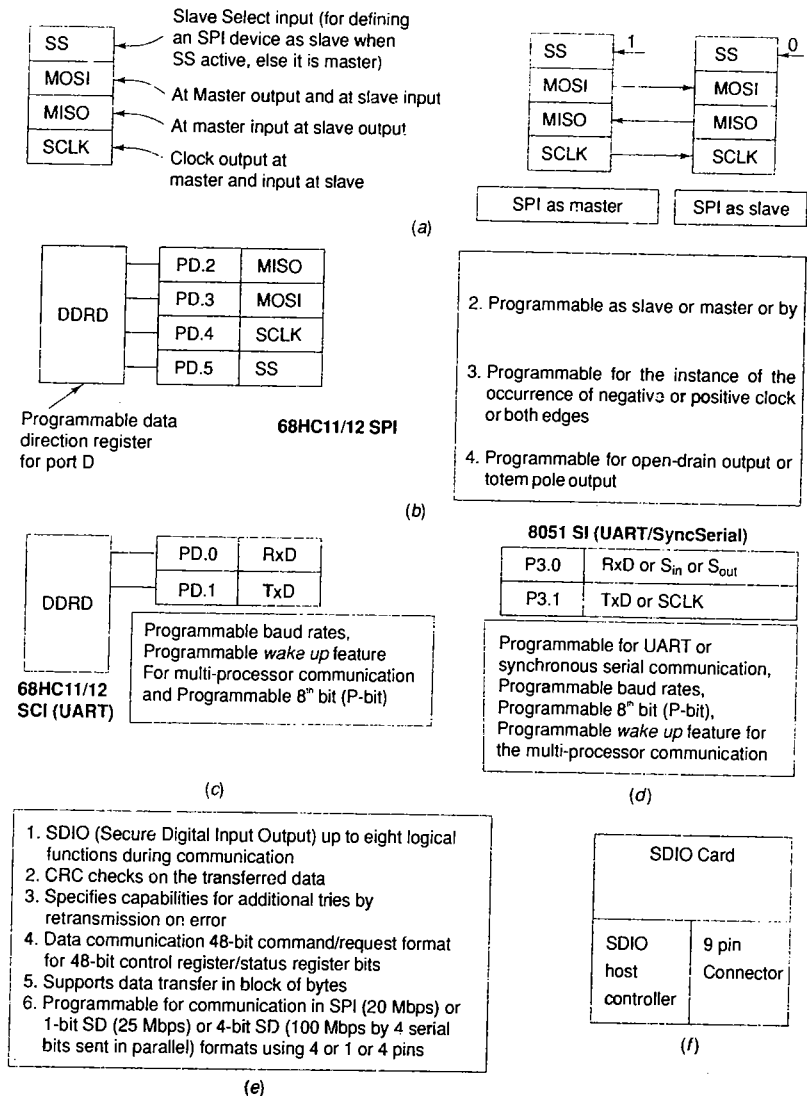 Slave Select input (for defining
an SPI device as slave when
SS active, else it is master)
SS
MOSI
MISO
SCLK
At Master output and at slave input
At master input at slave output
Clock output at
master and input at slave
1
0
SS
MOSI
MISO
SCLK
SS
MOSI
MISO
SCLK
SPI as master
SPI as slave
(a)
DDRD
PD.2 MISO
PD.3 MOSI
PD.4 SCLK
PD.5 SS
Programmable data
direction register
for port D
68HC11/12 SPI
2. Programmable as slave or master or by
3. Programmable for the instance of the
occurrence of negative or positive clock
or both edges
4. Programmable for open-drain output or
totem pole output
(b)
DDRD
PD.0 RxD
PD.1 TxD
68HC11/12
SCI (UART)
Programmable baud rates,
Programmable wake up feature
For multi-processor communication
and Programmable 8th bit (P-bit)
(c)
8051 SI (UART/SyncSerial)
P3.0 RxD or Sin or Sout
P3.1 TxD or SCLK
Programmable for UART or
synchronous serial communication,
Programmable baud rates,
Programmable 8th bit (P-bit),
Programmable wake up feature for
the multi-processor communication
(d)
1. SDIO (Secure Digital Input Output) up to eight logical
functions during communication
2. CRC checks on the transferred data
3. Specifies capabilities for additional tries by
retransmission on error
4. Data communication 48-bit command/request format
for 48-bit control register/status register bits
5. Supports data transfer in block of bytes
6. Programmable for communication in SPI (20 Mbps) or
1-bit SD (25 Mbps) or 4-bit SD (100 Mbps by 4 serial
bits sent in parallel) formats using 4 or 1 or 4 pins
(e)
SDIO Card
SDIO
host
controller
9 pin
Connector
(f)